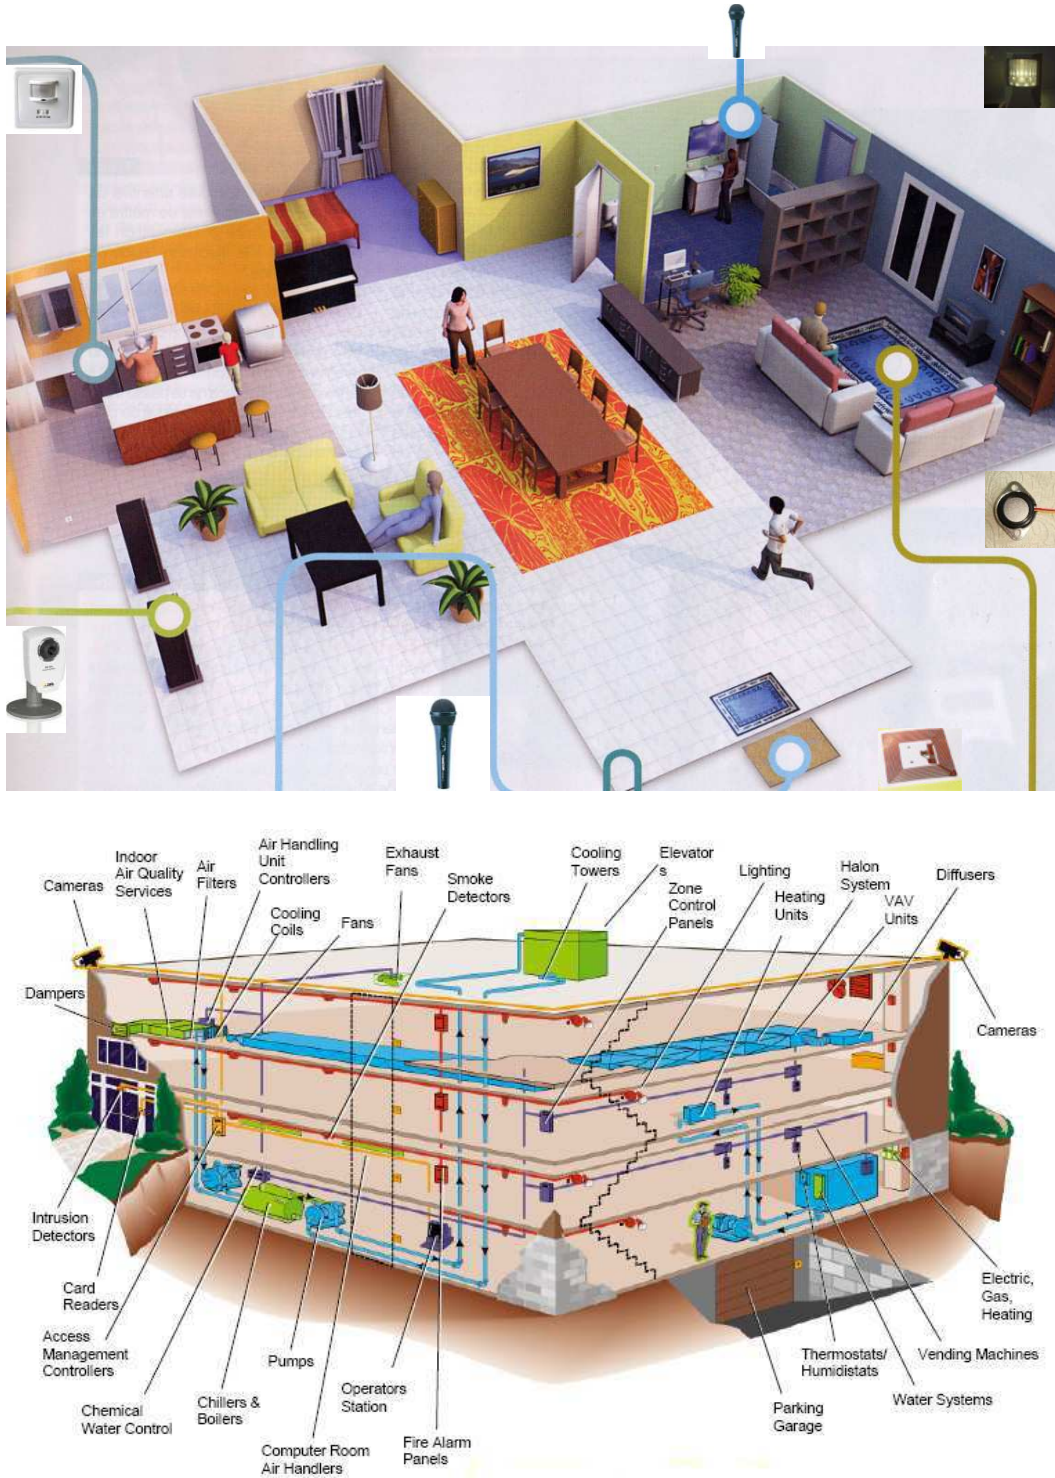 Cameras
Indoor
Air Quality
Services
Air
Filters
Air Handling
Unit
Controllers
Cooling
Coils
Fans
Exhaust
Fans
Smoke
Detectors
Cooling
Towers
Elevator
s
Zone
Control
Panels
Lighting
Heating
Units
Halon
System
VAV
Units
Diffusers
Dampers
Cameras
Intrusion
Detectors
Card
Readers
Access
Management
Controllers
Chemical
Water Control
Chillers &
Boilers
Pumps
Computer Room
Air Handlers
Operators
Station
Fire Alarm
Panels
Parking
Garage
Thermostats/
Humidistats
Water Systems
Vending Machines
Electric,
Gas,
Heating